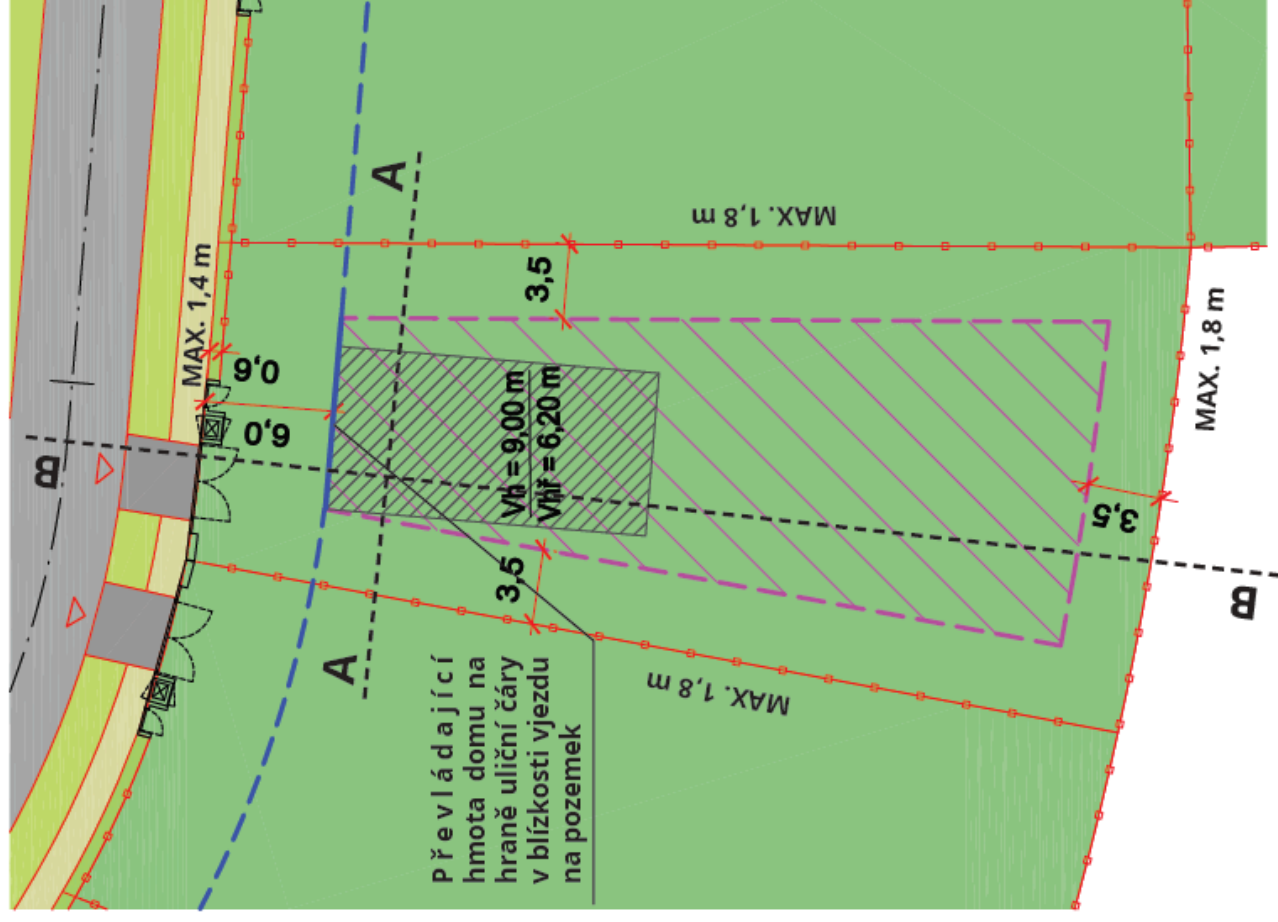 B
MAX. 1,4 m
0,6
6,0
A
MAX. 1,8 m
3,5
Vh = 9,00 m
Vhř = 6,20 m
3,5
A
P ř e v l á d a j í c í
hmota domu na
hraně uliční čáry
v blízkosti vjezdu
na pozemek
MAX. 1,8 m
3,5
MAX. 1,8 m
B